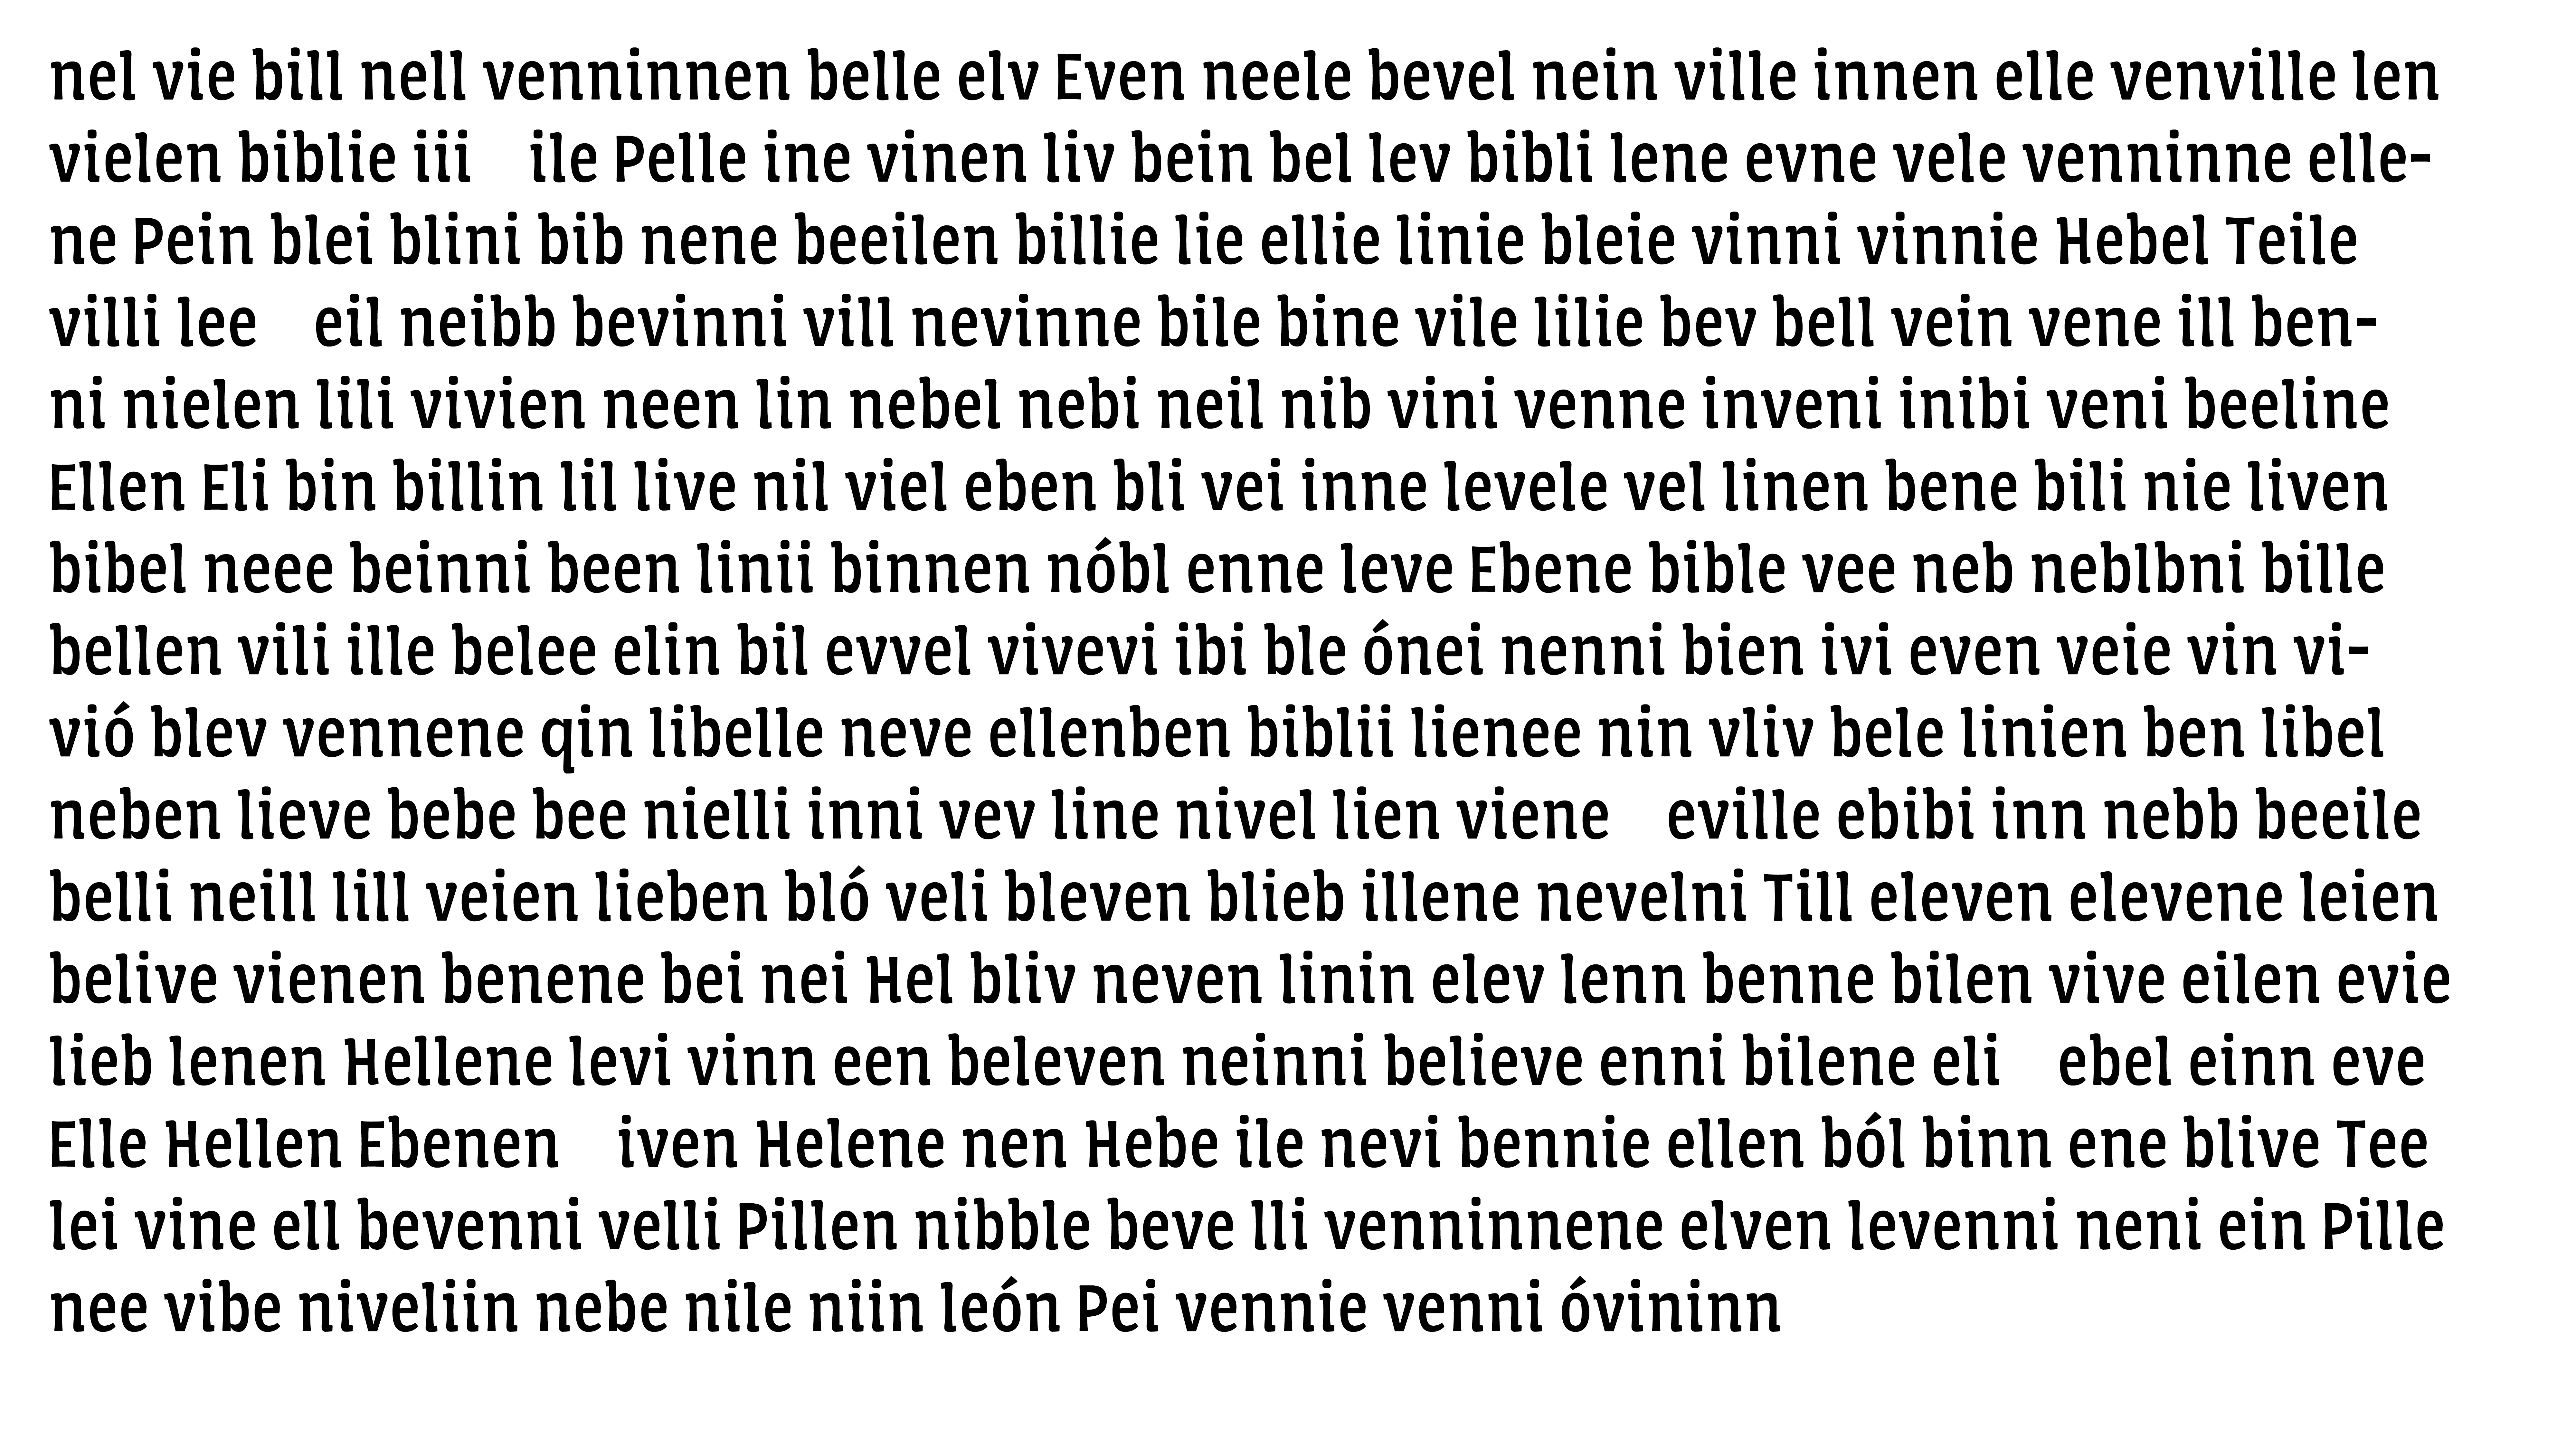 nel vie bill nell venninnen belle elv Even neele bevel nein ville innen elle venville len
vielen biblie iii ile Pelle ine vinen liv bein bel lev bibli lene evne vele venninne elle-
ne Pein blei blini bib nene beeilen billie lie ellie linie bleie vinni vinnie Hebel Teile
villi lee eil neibb bevinni vill nevinne bile bine vile lilie bev bell vein vene ill ben-
ni nielen lili vivien neen lin nebel nebi neil nib vini venne inveni inibi veni beeline
Ellen Eli bin billin lil live nil viel eben bli vei inne levele vel linen bene bili nie liven
bibel neee beinni been linii binnen nóbl enne leve Ebene bible vee neb neblbni bille
bellen vili ille belee elin bil evvel vivevi ibi ble ónei nenni bien ivi even veie vin vi-
vió blev vennene qin libelle neve ellenben biblii lienee nin vliv bele linien ben libel
neben lieve bebe bee nielli inni vev line nivel lien viene eville ebibi inn nebb beeile
belli neill lill veien lieben bló veli bleven blieb illene nevelni Till eleven elevene leien
belive vienen benene bei nei Hel bliv neven linin elev lenn benne bilen vive eilen evie
lieb lenen Hellene levi vinn een beleven neinni believe enni bilene eli ebel einn eve
Elle Hellen Ebenen iven Helene nen Hebe ile nevi bennie ellen ból binn ene blive Tee
lei vine ell bevenni velli Pillen nibble beve lli venninnene elven levenni neni ein Pille
nee vibe niveliin nebe nile niin león Pei vennie venni óvininn